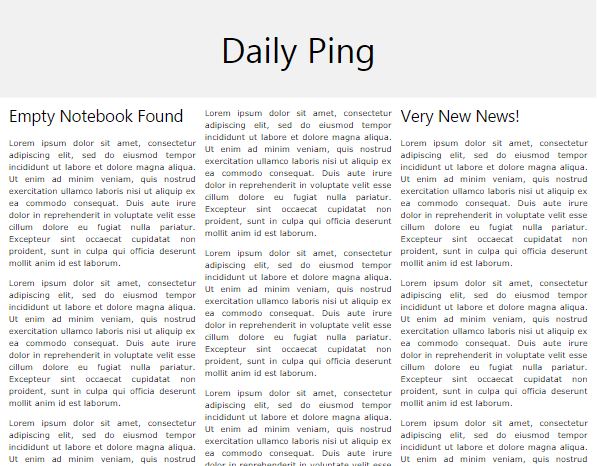 Daily Ping
Empty Notebook Found
Lorem ipsum dolor sit amet, consectetur
adipiscing elit, sed do eiusmod tempor
incididunt ut labore et dolore magna aliqua.
Ut enim ad minim veniam, quis nostrud
exercitation ullamco laboris nisi ut aliquip ex
ea commodo consequat. Duis aute irure
dolor in reprehenderit in voluptate velit esse
cillum dolore eu fugiat nulla pariatur.
Excepteur sint occaecat cupidatat non
proident, sunt in culpa qui officia deserunt
mollit anim id est laborum.
Lorem ipsum dolor sit amet, consectetur
adipiscing elit, sed do eiusmod tempor
incididunt ut labore et dolore magna aliqua.
Ut enim ad minim veniam, quis nostrud
exercitation ullamco laboris nisi ut aliquip ex
ea commodo consequat. Duis aute irure
dolor in reprehenderit in voluptate velit esse
cillum dolore eu fugiat nulla pariatur.
Excepteur sint occaecat cupidatat non
proident, sunt in culpa qui officia deserunt
mollit anim id est laborum.
Lorem ipsum dolor sit amet, consectetur
adipiscing elit, sed do eiusmod tempor
incididunt ut labore et dolore magna aliqua.
Ut enim ad minim veniam, quis nostrud
Lorem ipsum dolor sit amet, consectetur
adipiscing elit, sed do eiusmod tempor
incididunt ut labore et dolore magna aliqua.
Ut enim ad minim veniam, quis nostrud
exercitation ullamco laboris nisi ut aliquip ex
ea commodo consequat. Duis aute irure
dolor in reprehenderit in voluptate velit esse
cillum dolore eu fugiat nulla pariatur.
Excepteur sint occaecat cupidatat non
proident, sunt in culpa qui officia deserunt
mollit anim id est laborum.
Lorem ipsum dolor sit amet, consectetur
adipiscing elit, sed do eiusmod tempor
incididunt ut labore et dolore magna aliqua.
Ut enim ad minim veniam, quis nostrud
exercitation ullamco laboris nisi ut aliquip ex
ea commodo consequat. Duis aute irure
dolor in reprehenderit in voluptate velit esse
cillum dolore eu fugiat nulla pariatur.
Excepteur sint occaecat cupidatat non
proident, sunt in culpa qui officia deserunt
mollit anim id est laborum.
Lorem ipsum dolor sit amet, consectetur
adipiscing elit, sed do eiusmod tempor
incididunt ut labore et dolore magna aliqua.
Ut enim ad minim veniam, quis nostrud
exercitation ullamco laboris nisi ut aliquip ex
ea commodo consequat. Duis aute irure
dolor in reprehenderit in voluptate velit esse
Very New News!
Lorem ipsum dolor sit amet, consectetur
adipiscing elit, sed do eiusmod tempor
incididunt ut labore et dolore magna aliqua.
Ut enim ad minim veniam, quis nostrud
exercitation ullamco laboris nisi ut aliquip ex
ea commodo consequat. Duis aute irure
dolor in reprehenderit in voluptate velit esse
cillum dolore eu fugiat nulla pariatur.
Excepteur sint occaecat cupidatat non
proident, sunt in culpa qui officia deserunt
mollit anim id est laborum.
Lorem ipsum dolor sit amet, consectetur
adipiscing elit, sed do eiusmod tempor
incididunt ut labore et dolore magna aliqua.
Ut enim ad minim veniam, quis nostrud
exercitation ullamco laboris nisi ut aliquip ex
ea commodo consequat. Duis aute irure
dolor in reprehenderit in voluptate velit esse
cillum dolore eu fugiat nulla pariatur.
Excepteur sint occaecat cupidatat non
proident, sunt in culpa qui officia deserunt
mollit anim id est laborum.
Lorem ipsum dolor sit amet, consectetur
adipiscing elit, sed do eiusmod tempor
incididunt ut labore et dolore magna aliqua.
Ut enim ad minim veniam, quis nostrud